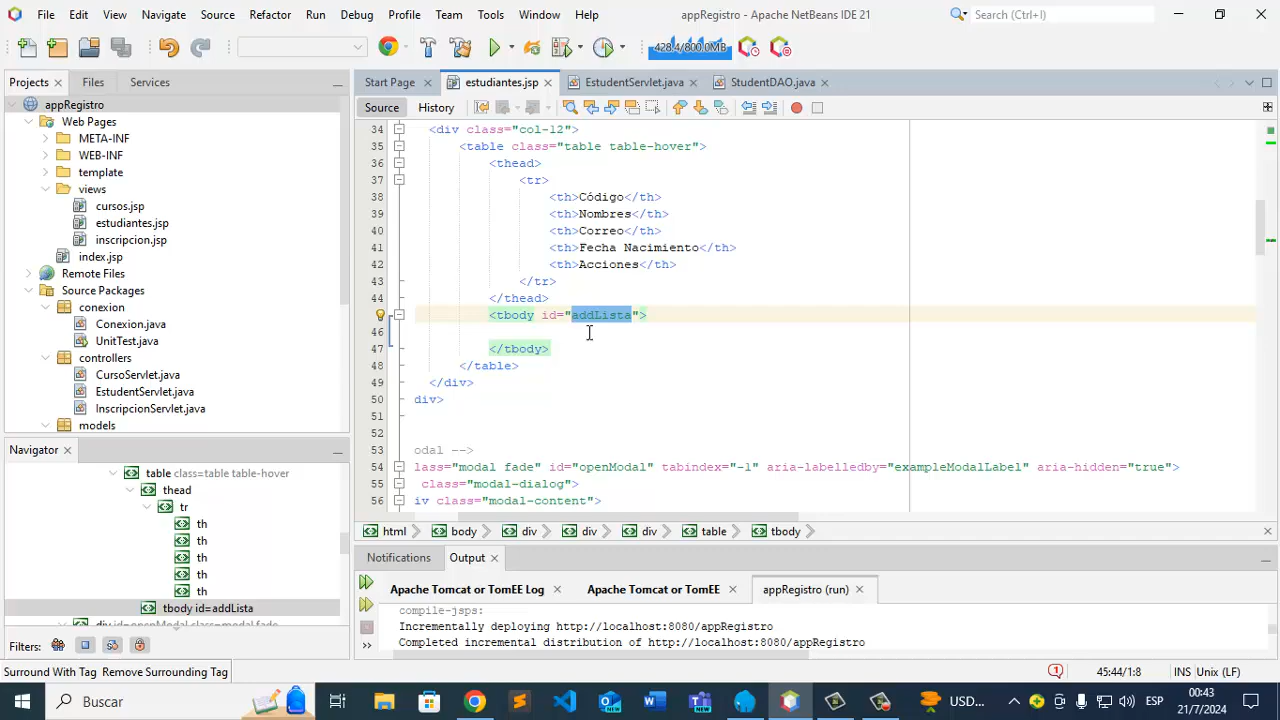 File Edit View Navigate Source Refactor Run Debug Profile Team Tools Window Help
appRegistro - Apache NetBeans IDE 21
Search (Ctrl+I)
428.4/800.0MB
Projects
Files
Services
appRegistro
Web Pages
META-INF
WEB-INF
template
views
cursos.jsp
estudiantes.jsp
inscripcion.jsp
index.jsp
Remote Files
Source Packages
conexion
Conexion.java
UnitTest.java
controllers
CursoServlet.java
EstudentServlet.java
InscripcionServlet.java
models
Navigator
table class=table table-hover
thead
tr
th
th
th
th
th
tbody id=addLista
div id=openModal class=modal fade
Filters:
Start Page
estudiantes.jsp
EstudentServlet.java
StudentDAO.java
Source
History
34 <div class="col-12">
35 <table class="table table-hover">
36 <thead>
37 <tr>
38 <th>Código</th>
39 <th>Nombres</th>
40 <th>Correo</th>
41 <th>Fecha Nacimiento</th>
42 <th>Acciones</th>
43 </tr>
44 </thead>
45 <tbody id="addLista">
46
47 </tbody>
48 </table>
49 </div>
50 div>
51
52
53 odal -->
54 lass="modal fade" id="openModal" tabindex="-1" aria-labelledby="exampleModalLabel" aria-hidden="true">
55 class="modal-dialog">
56 iv class="modal-content">
html body div div div table tbody
Notifications
Output
Apache Tomcat or TomEE Log
Apache Tomcat or TomEE
appRegistro (run)
compile-jsps:
Incrementally deploying http://localhost:8080/appRegistro
Completed incremental distribution of http://localhost:8080/appRegistro
Surround With Tag Remove Surrounding Tag
1
45:44/1:8
INS Unix (LF)
Buscar
USD...
ESP
00:43
21/7/2024